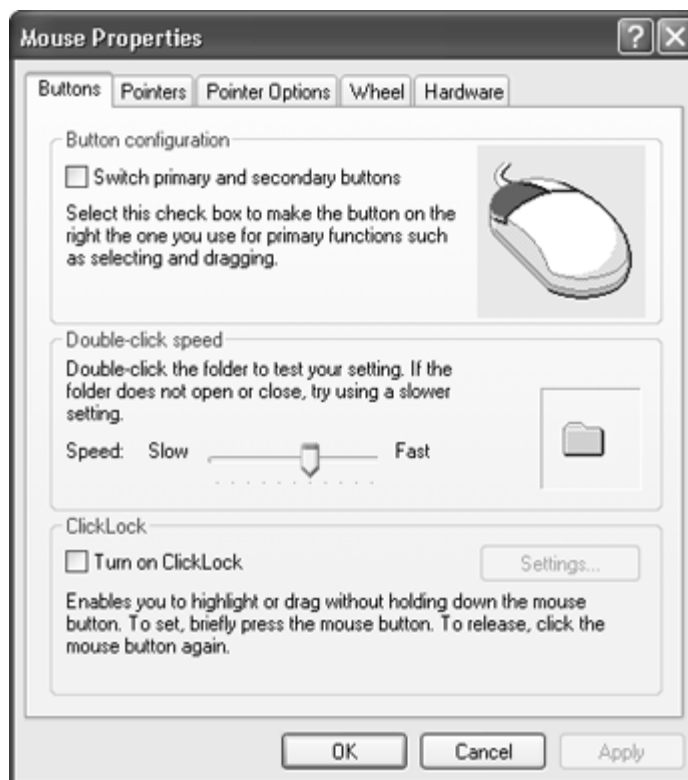 Mouse Properties
Buttons Pointers Pointer Options Wheel Hardware
Button configuration
Switch primary and secondary buttons
Select this check box to make the button on the
right the one you use for primary functions such
as selecting and dragging.
Double-click speed
Double-click the folder to test your setting. If the
folder does not open or close, try using a slower
setting.
Speed: Slow Fast
ClickLock
Turn on ClickLock
Settings...
Enables you to highlight or drag without holding down the mouse
button. To set, briefly press the mouse button. To release, click the
mouse button again.
OK Cancel Apply